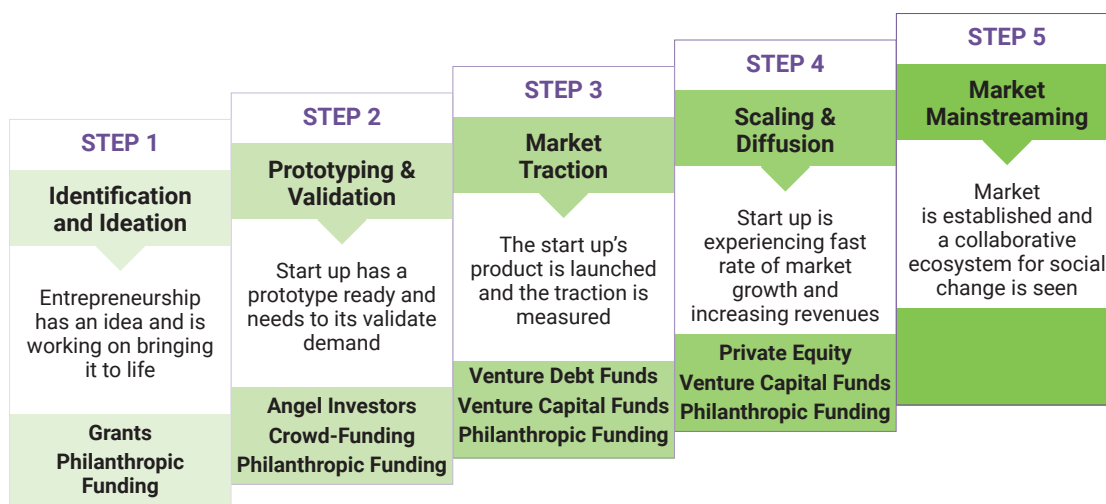 STEP 1
Identification
and Ideation
Entrepreneurship
has an idea and is
working on bringing
it to life
Grants
Philanthropic
Funding
STEP 2
Prototyping &
Validation
Start up has a
prototype ready and
needs to its validate
demand
Angel Investors
Crowd-Funding
Philanthropic Funding
STEP 3
Market
Traction
The start up’s
product is launched
and the traction is
measured
Venture Debt Funds
Venture Capital Funds
Philanthropic Funding
STEP 4
Scaling &
Diffusion
Start up is
experiencing fast
rate of market
growth and
increasing revenues
Private Equity
Venture Capital Funds
Philanthropic Funding
STEP 5
Market
Mainstreaming
Market
is established and
a collaborative
ecosystem for social
change is seen